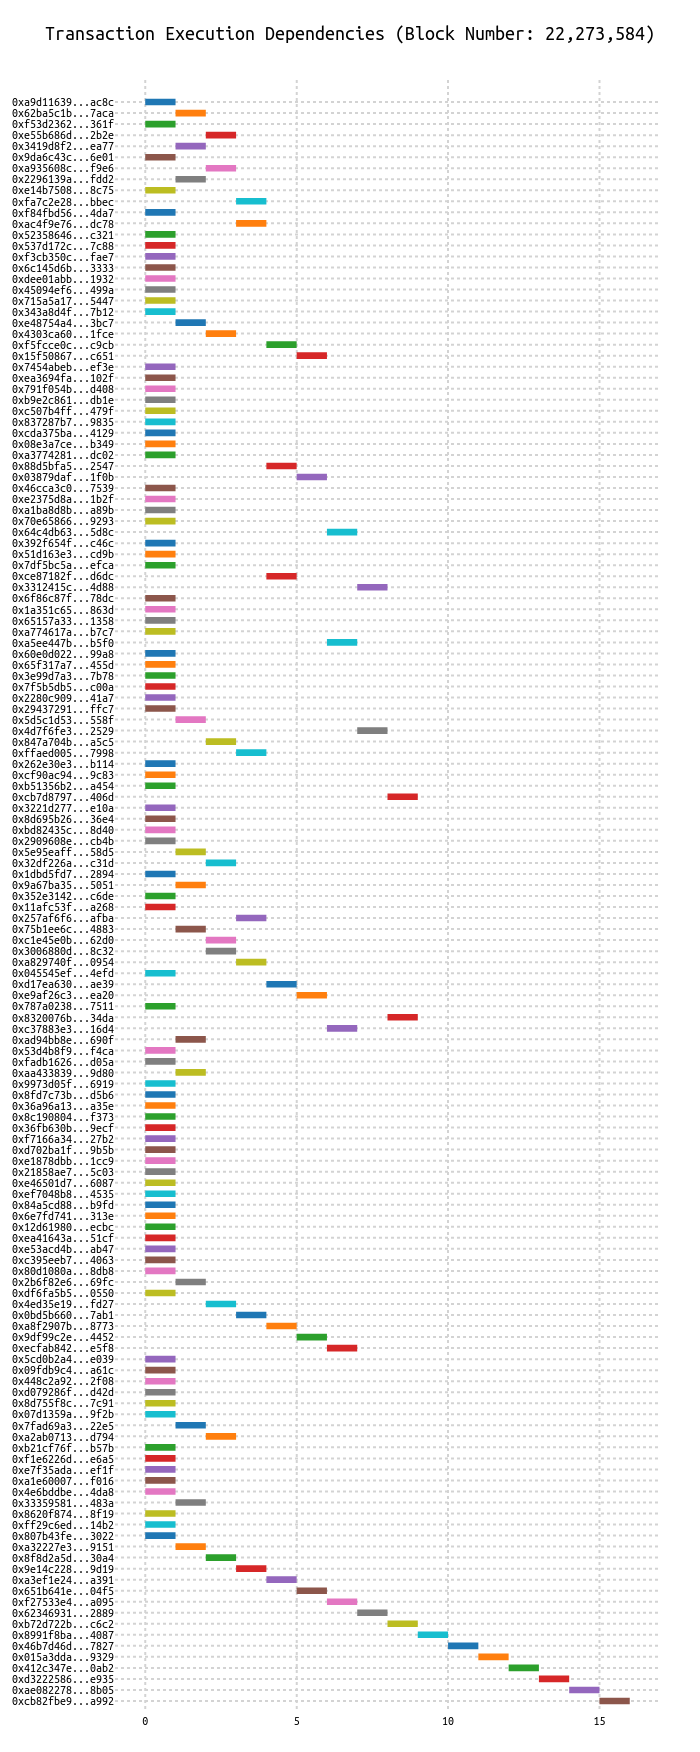 Transaction Execution Dependencies (Block Number: 22,273,584)
0xa9d11639...ac8c
0x62ba5c1b...7aca
0xf53d2362...361f
0xe55b686d...2b2e
0x3419d8f2...ea77
0x9da6c43c...6e01
0xa935608c...f9e6
0x2296139a...fdd2
0xe14b7508...8c75
0xfa7c2e28...bbec
0xf84fbd56...4da7
0xac4f9e76...dc78
0x52358646...c321
0x537d172c...7c88
0xf3cb350c...fae7
0x6c145d6b...3333
0xdee01abb...1932
0x45094ef6...499a
0x715a5a17...5447
0x343a8d4f...7b12
0xe48754a4...3bc7
0x4303ca60...1fce
0xf5fcce0c...c9cb
0x15f50867...c651
0x7454abeb...ef3e
0xea3694fa...102f
0x791f054b...d408
0xb9e2c861...db1e
0xc507b4ff...479f
0x837287b7...9835
0xcda375ba...4129
0x08e3a7ce...b349
0xa3774281...dc02
0x88d5bfa5...2547
0x03879daf...1f0b
0x46cca3c0...7539
0xe2375d8a...1b2f
0xa1ba8d8b...a89b
0x70e65866...9293
0x64c4db63...5d8c
0x392f654f...c46c
0x51d163e3...cd9b
0x7df5bc5a...efca
0xce87182f...d6dc
0x3312415c...4d88
0x6f86c87f...78dc
0x1a351c65...863d
0x65157a33...1358
0xa774617a...b7c7
0xa5ee447b...b5f0
0x60e0d022...99a8
0x65f317a7...455d
0x3e99d7a3...7b78
0x7f5b5db5...c00a
0x2280c909...41a7
0x29437291...ffc7
0x5d5c1d53...558f
0x4d7f6fe3...2529
0x847a704b...a5c5
0xffaed005...7998
0x262e30e3...b114
0xcf90ac94...9c83
0xb51356b2...a454
0xcb7d8797...406d
0x3221d277...e10a
0x8d695b26...36e4
0xbd82435c...8d40
0x2909608e...cb4b
0x5e95eaff...58d5
0x32df226a...c31d
0x1dbd5fd7...2894
0x9a67ba35...5051
0x352e3142...c6de
0x11afc53f...a268
0x257af6f6...afba
0x75b1ee6c...4883
0xc1e45e0b...62d0
0x3006880d...8c32
0xa829740f...0954
0x045545ef...4efd
0xd17ea630...ae39
0xe9af26c3...ea20
0x787a0238...7511
0x8320076b...34da
0xc37883e3...16d4
0xad94bb8e...690f
0x53d4b8f9...f4ca
0xfadb1626...d05a
0xaa433839...9d80
0x9973d05f...6919
0x8fd7c73b...d5b6
0x36a96a13...a35e
0x8c190804...f373
0x36fb630b...9ecf
0xf7166a34...27b2
0xd702ba1f...9b5b
0xe1878dbb...1cc9
0x21858ae7...5c03
0xe46501d7...6087
0xef7048b8...4535
0x84a5cd88...b9fd
0x6e7fd741...313e
0x12d61980...ecbc
0xea41643a...51cf
0xe53acd4b...ab47
0xc395eeb7...4063
0x80d1080a...8db8
0x2b6f82e6...69fc
0xdf6fa5b5...0550
0x4ed35e19...fd27
0x0bd5b660...7ab1
0xa8f2907b...8773
0x9df99c2e...4452
0xecfab842...e5f8
0x5cd0b2a4...e039
0x09fdb9c4...a61c
0x448c2a92...2f08
0xd079286f...d42d
0x8d755f8c...7c91
0x07d1359a...9f2b
0x7fad69a3...22e5
0xa2ab0713...d794
0xb21cf76f...b57b
0xf1e6226d...e6a5
0xe7f35ada...ef1f
0xa1e60007...f016
0x4e6bddbe...4da8
0x33359581...483a
0x8620f874...8f19
0xff29c6ed...14b2
0x807b43fe...3022
0xa32227e3...9151
0x8f8d2a5d...30a4
0x9e14c228...9d19
0xa3ef1e24...a391
0x651b641e...04f5
0xf27533e4...a095
0x62346931...2889
0xb72d722b...c6c2
0x8991f8ba...4087
0x46b7d46d...7827
0x015a3dda...9329
0x412c347e...0ab2
0xd3222586...e935
0xae082278...8b05
0xcb82fbe9...a992
0 5 10 15